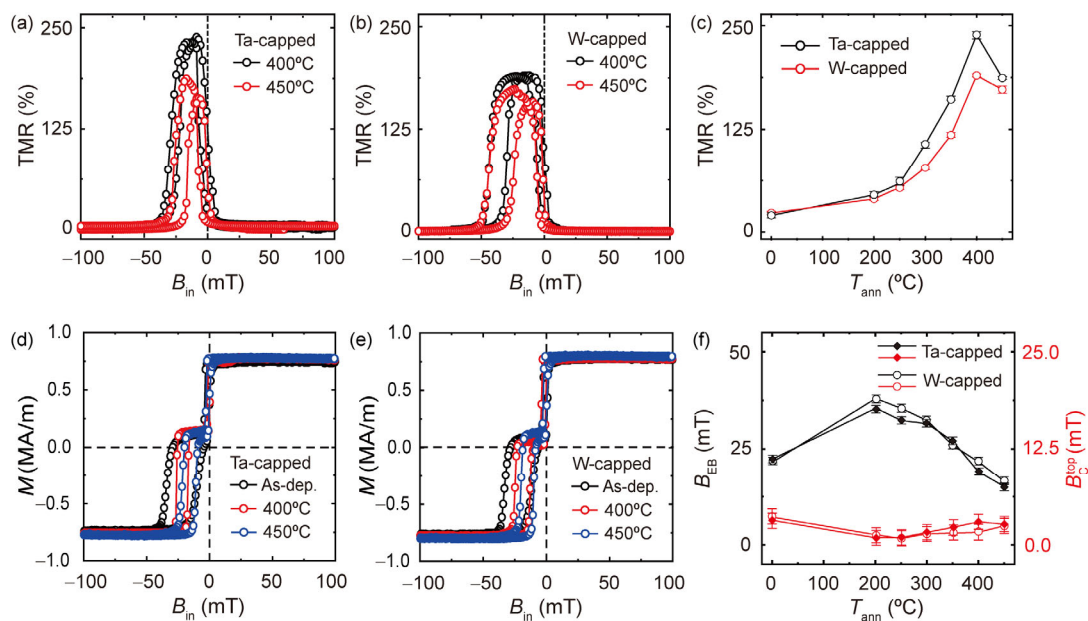 (a)
250
125
0
TMR (%)
Ta-capped
400ºC
450ºC
–100
–50
0
50
100
B_in (mT)
(b)
250
125
0
TMR (%)
W-capped
400ºC
450ºC
–100
–50
0
50
100
B_in (mT)
(c)
250
125
0
TMR (%)
Ta-capped
W-capped
0
100
200
300
400
T_ann (ºC)
(d)
1.0
0.5
0.0
–0.5
–1.0
M (MA/m)
Ta-capped
As-dep.
400ºC
450ºC
–100
–50
0
50
100
B_in (mT)
(e)
1.0
0.5
0.0
–0.5
–1.0
M (MA/m)
W-capped
As-dep.
400ºC
450ºC
–100
–50
0
50
100
B_in (mT)
(f)
50
25
0
B_EB (mT)
Ta-capped
W-capped
25.0
12.5
0.0
B_C^top (mT)
0
100
200
300
400
T_ann (ºC)